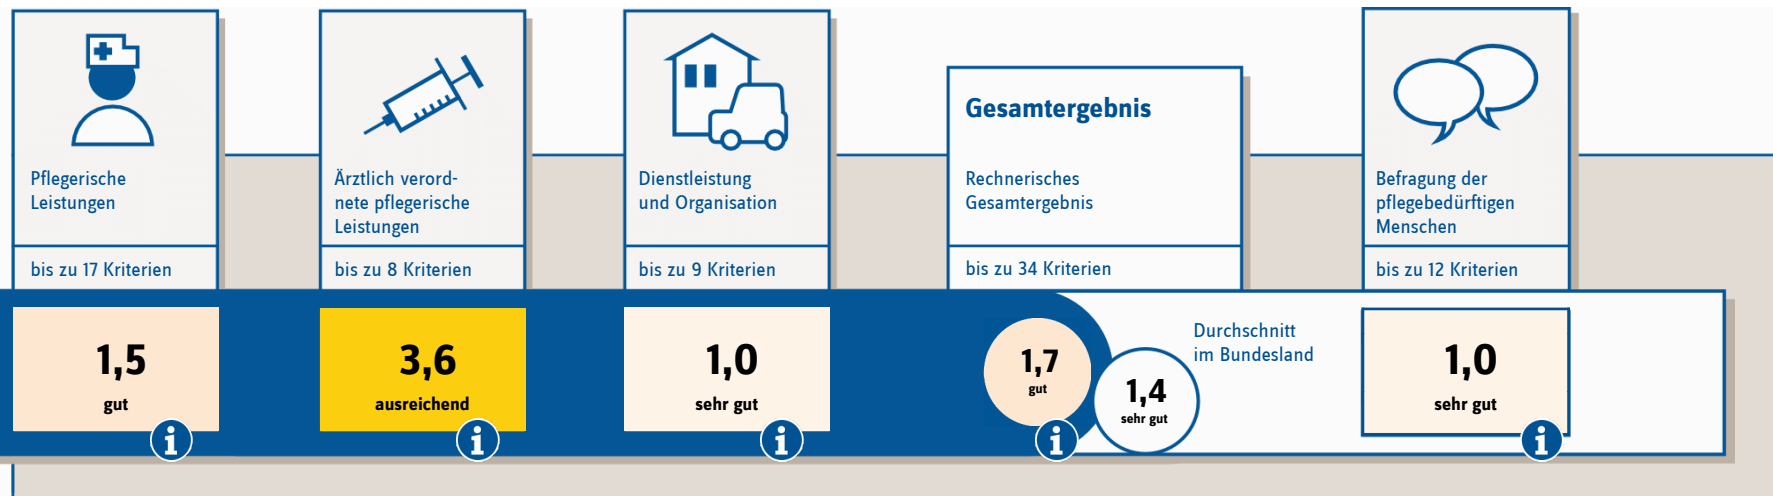 Pflegerische
Leistungen
bis zu 17 Kriterien
1,5
gut
i
Ärztlich verord-
nete pflegerische
Leistungen
bis zu 8 Kriterien
3,6
ausreichend
i
Dienstleistung
und Organisation
bis zu 9 Kriterien
1,0
sehr gut
i
Gesamtergebnis
Rechnerisches
Gesamtergebnis
bis zu 34 Kriterien
1,7
gut
i
Durchschnitt
im Bundesland
1,4
sehr gut
Befragung der
pflegebedürftigen
Menschen
bis zu 12 Kriterien
1,0
sehr gut
i